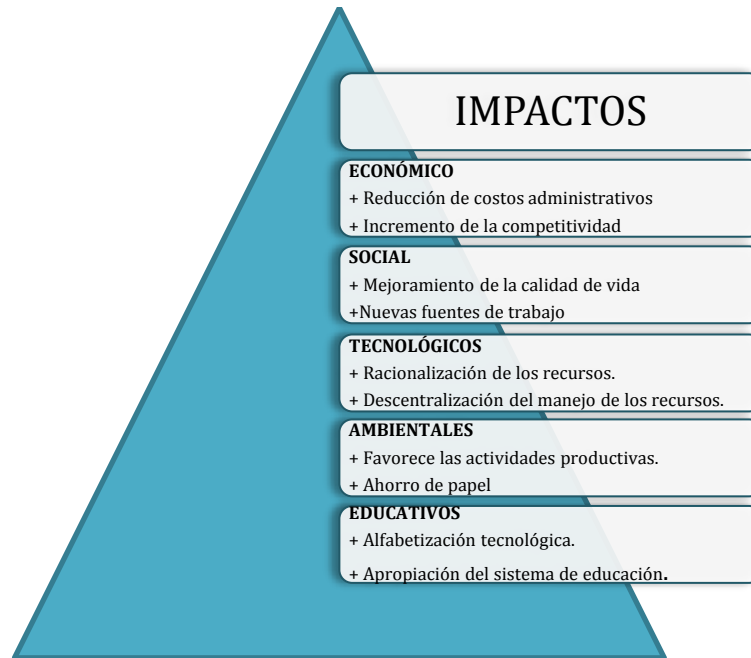 IMPACTOS
ECONÓMICO
+ Reducción de costos administrativos
+ Incremento de la competitividad
SOCIAL
+ Mejoramiento de la calidad de vida
+Nuevas fuentes de trabajo
TECNOLÓGICOS
+ Racionalización de los recursos.
+ Descentralización del manejo de los recursos.
AMBIENTALES
+ Favorece las actividades productivas.
+ Ahorro de papel
EDUCATIVOS
+ Alfabetización tecnológica.
+ Apropiación del sistema de educación.